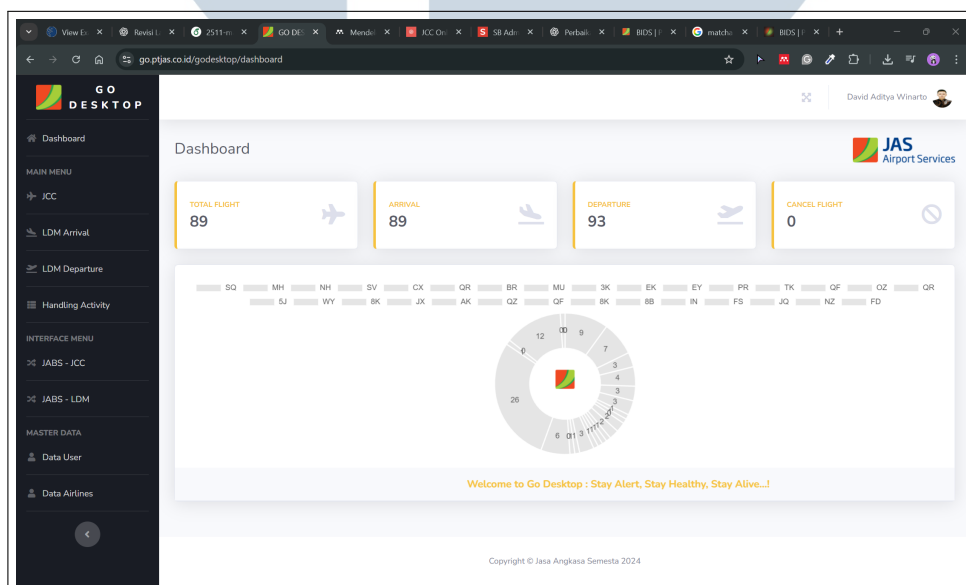 View Ex
Revisi L
2511-m
GO DES
Mendel
JCC Onl
SB Adm
Perbaik
BIDS | F
matcha
BIDS | F
go.ptjas.co.id/godesktop/dashboard
GO
DESKTOP
David Aditya Winarto
Dashboard
Dashboard
JAS
Airport Services
MAIN MENU
JCC
LDM Arrival
LDM Departure
Handling Activity
INTERFACE MENU
JABS - JCC
JABS - LDM
MASTER DATA
Data User
Data Airlines
TOTAL FLIGHT
89
ARRIVAL
89
DEPARTURE
93
CANCEL FLIGHT
0
SQ MH NH SV CX QR BR MU 3K EK EY PR TK QF OZ QR
5J WY 8K JX AK QZ QF 8K 8B IN FS JQ NZ FD
12 9
7
3
4
3
3
26
6 3
Welcome to Go Desktop : Stay Alert, Stay Healthy, Stay Alive...!
Copyright © Jasa Angkasa Semesta 2024